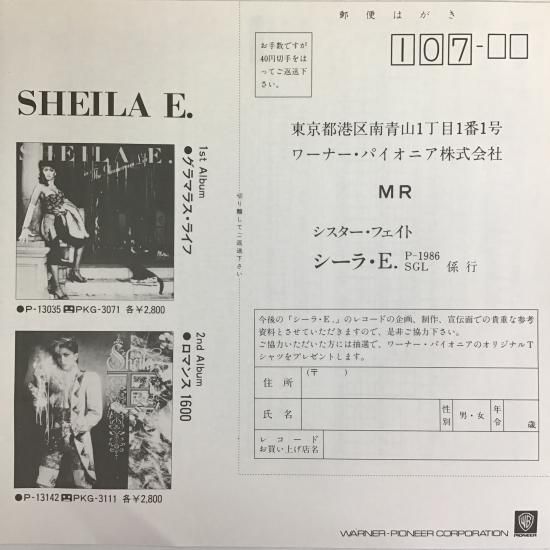 SHEILA E.
SHEILA E.
1st Album
●グラマラス・ライフ
●P-13035 PKG-3071 各¥2,800
2nd Album
●ロマンス1600
●P-13142 PKG-3111 各¥2,800
切り離してご返送下さい
郵便はがき
お手数ですが
40円切手をは
ってご返送下
さい。
107-
東京都港区南青山1丁目1番1号
ワーナー・パイオニア株式会社
MR
シスター・フェイト
シーラ・E. P-1986 SGL 係行
今後の「シーラ・E.」のレコードの企画、制作、宣伝面での貴重な参考
資料とさせていただきますので、是非ご協力下さい。
ご協力いただいた方には抽選で、ワーナー・パイオニアのオリジナルT
シャツをプレゼントします。
住所 (〒 )
氏名 性別 男・女 年令 歳
レコード
お買い上げ店名
WARNER-PIONEER CORPORATION
PIONEER